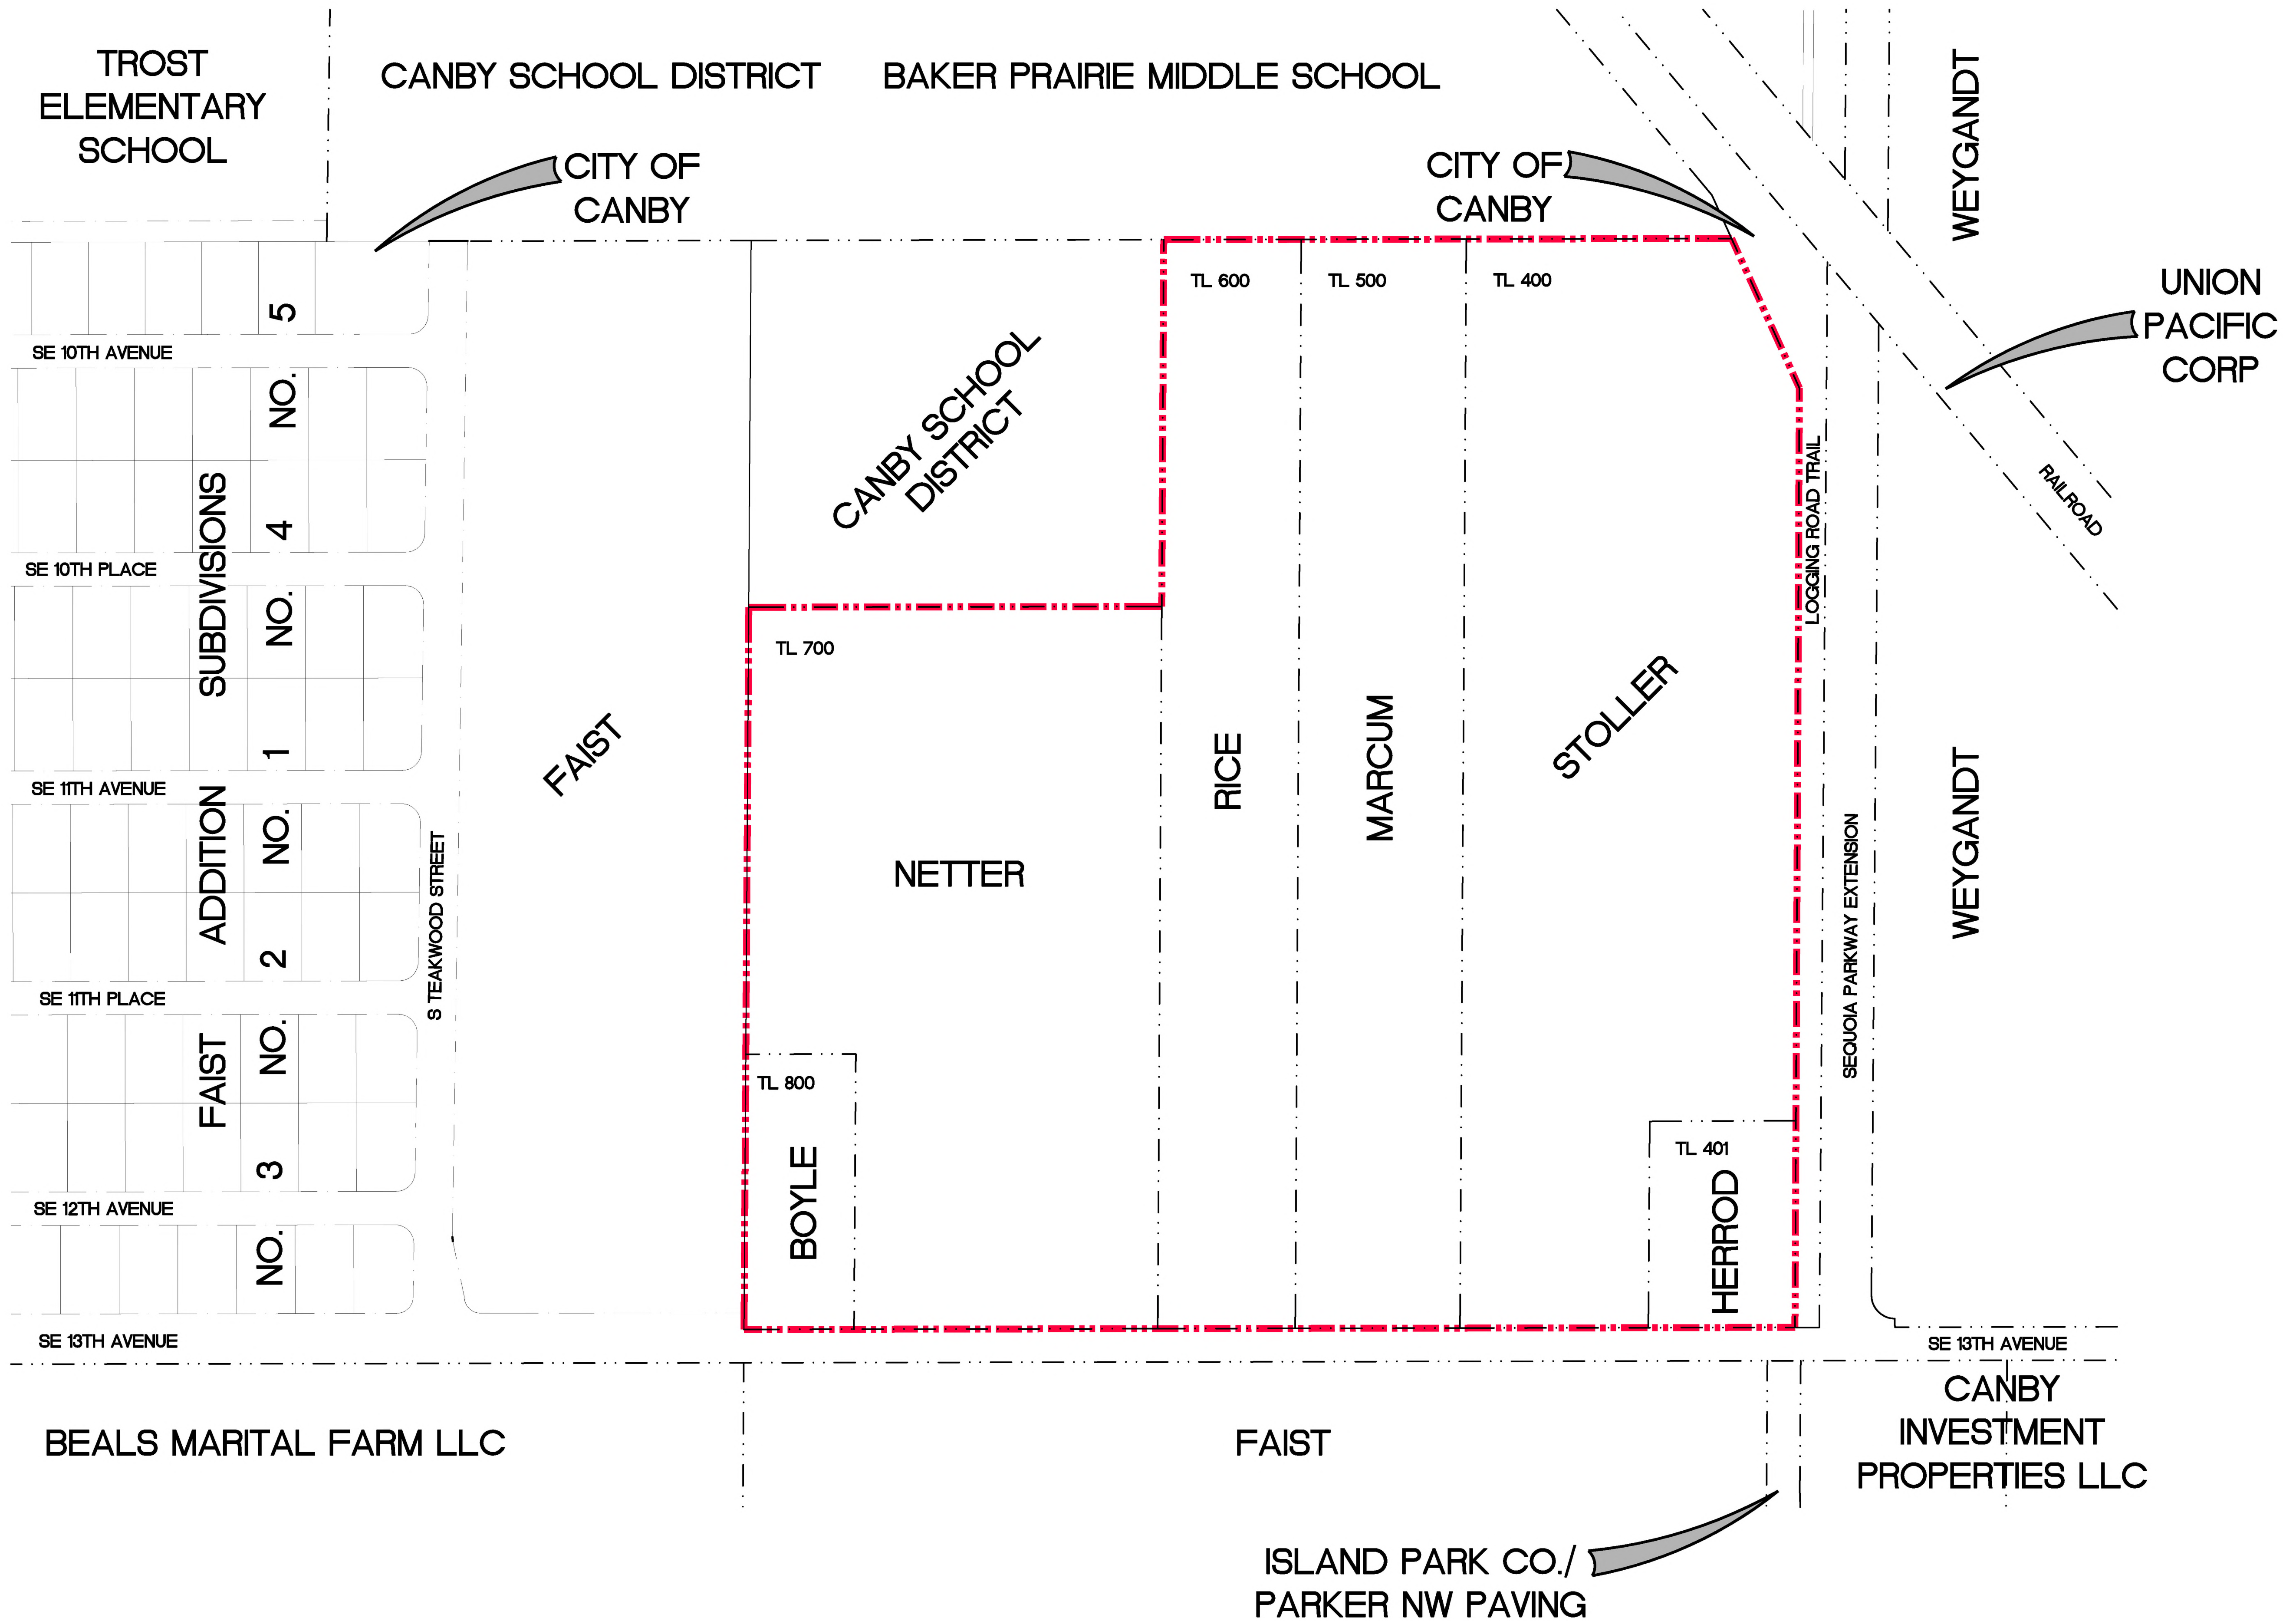 TROST
ELEMENTARY
SCHOOL
CANBY SCHOOL DISTRICT
BAKER PRAIRIE MIDDLE SCHOOL
WEYGANDT
CITY OF
CANBY
CITY OF
CANBY
UNION
PACIFIC
CORP
TL 600
TL 500
TL 400
SE 10TH AVENUE
SE 10TH PLACE
SE 11TH AVENUE
SE 11TH PLACE
SE 12TH AVENUE
SE 13TH AVENUE
FAIST ADDITION SUBDIVISIONS
NO. 3 NO. 2 NO. 1 NO. 4 NO. 5
S TEAKWOOD STREET
FAIST
CANBY SCHOOL
DISTRICT
TL 700
NETTER
RICE
MARCUM
STOLLER
LOGGING ROAD TRAIL
RAILROAD
SEQUOIA PARKWAY EXTENSION
WEYGANDT
TL 800
BOYLE
TL 401
HERROD
SE 13TH AVENUE
BEALS MARITAL FARM LLC
FAIST
CANBY
INVESTMENT
PROPERTIES LLC
ISLAND PARK CO./
PARKER NW PAVING